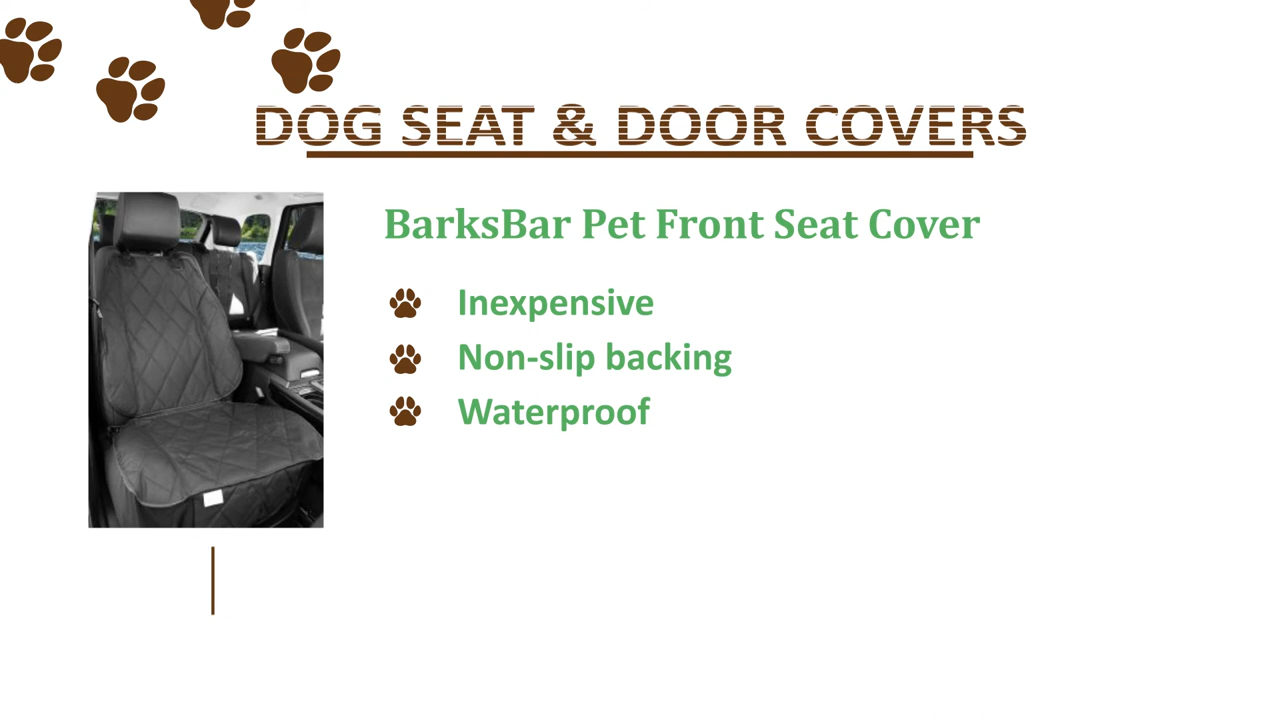 DOG SEAT & DOOR COVERS
BarksBar Pet Front Seat Cover
Inexpensive
Non-slip backing
Waterproof